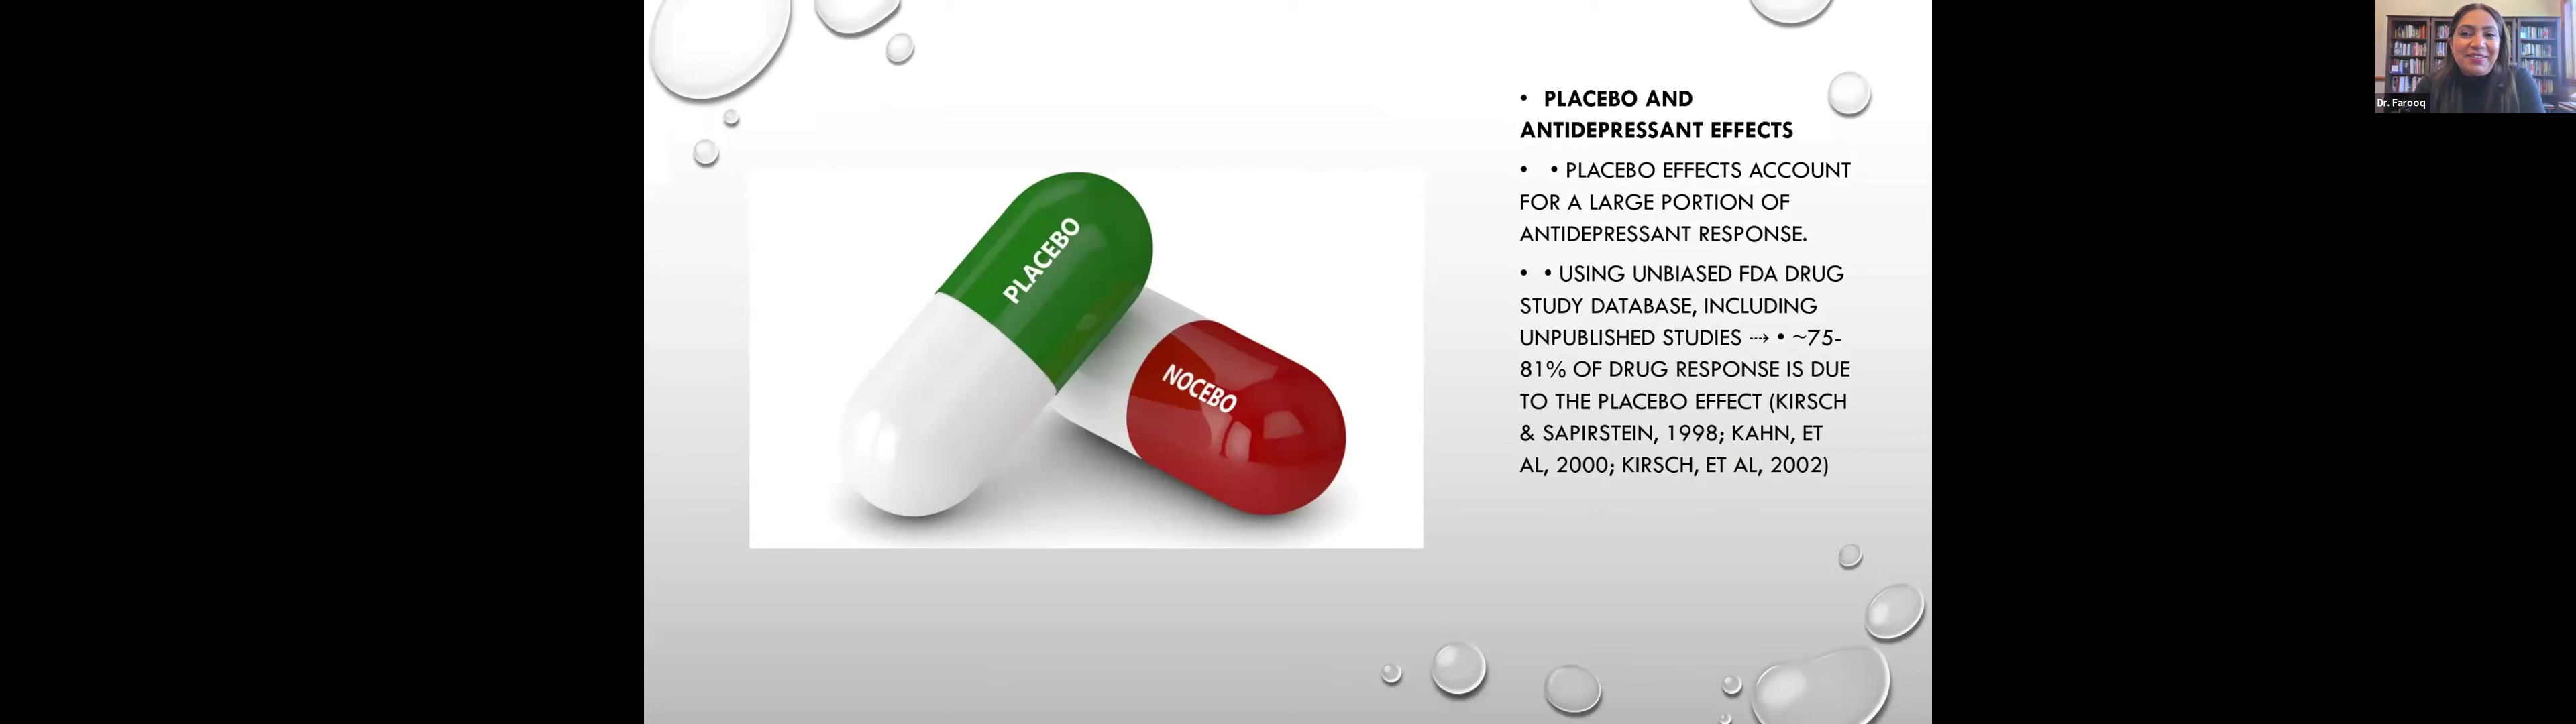 PLACEBO
NOCEBO
• PLACEBO AND
ANTIDEPRESSANT EFFECTS
• • PLACEBO EFFECTS ACCOUNT
FOR A LARGE PORTION OF
ANTIDEPRESSANT RESPONSE.
• • USING UNBIASED FDA DRUG
STUDY DATABASE, INCLUDING
UNPUBLISHED STUDIES ⇢ • ~75-
81% OF DRUG RESPONSE IS DUE
TO THE PLACEBO EFFECT (KIRSCH
& SAPIRSTEIN, 1998; KAHN, ET
AL, 2000; KIRSCH, ET AL, 2002)
Dr. Farooq